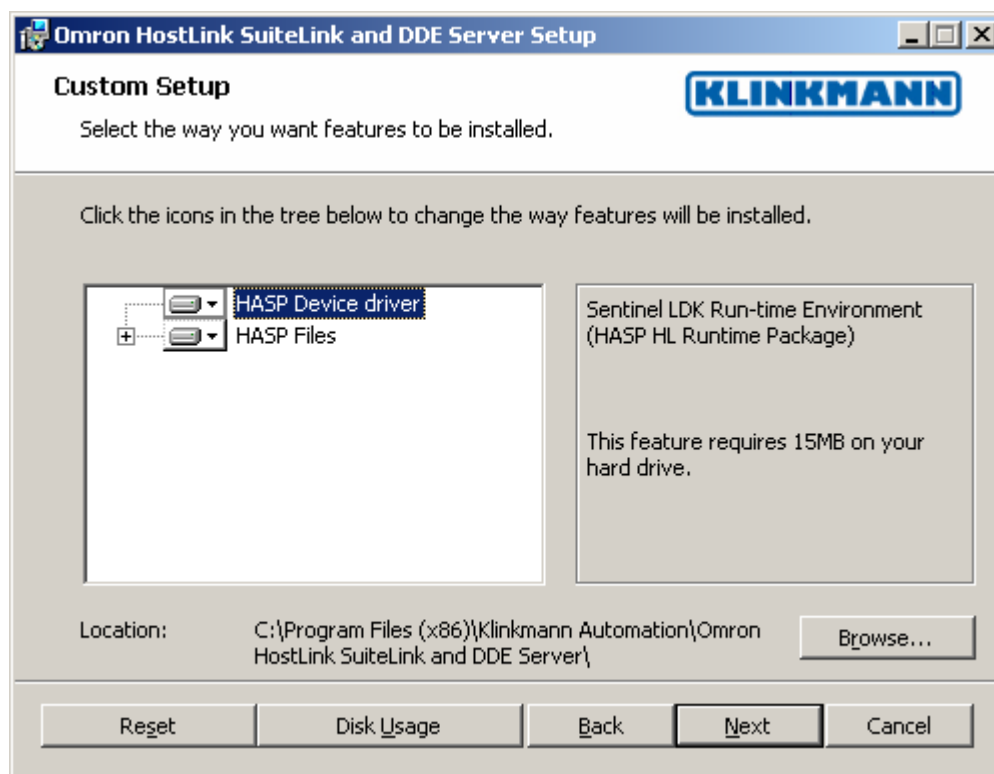 Omron HostLink SuiteLink and DDE Server Setup
Custom Setup
KLINKMANN
Select the way you want features to be installed.
Click the icons in the tree below to change the way features will be installed.
HASP Device driver
HASP Files
Sentinel LDK Run-time Environment
(HASP HL Runtime Package)
This feature requires 15MB on your
hard drive.
Location:
C:\Program Files (x86)\Klinkmann Automation\Omron
HostLink SuiteLink and DDE Server\
Browse...
Reset
Disk Usage
Back
Next
Cancel